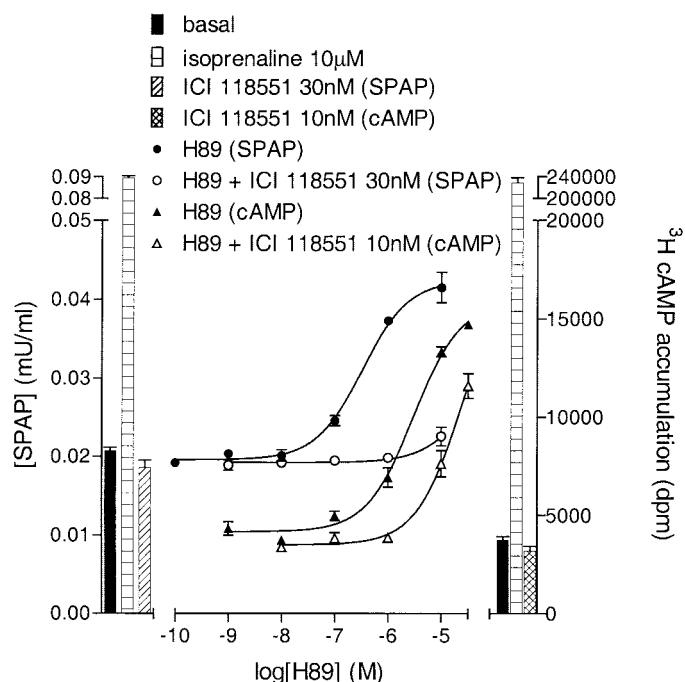 basal
isoprenaline 10μM
ICI 118551 30nM (SPAP)
ICI 118551 10nM (cAMP)
H89 (SPAP)
H89 + ICI 118551 30nM (SPAP)
H89 (cAMP)
H89 + ICI 118551 10nM (cAMP)
0.09
0.08
0.05
0.04
0.03
0.02
0.01
0.00
[SPAP] (mU/ml)
240000
200000
20000
15000
10000
5000
0
³H cAMP accumulation (dpm)
-10 -9 -8 -7 -6 -5
log[H89] (M)